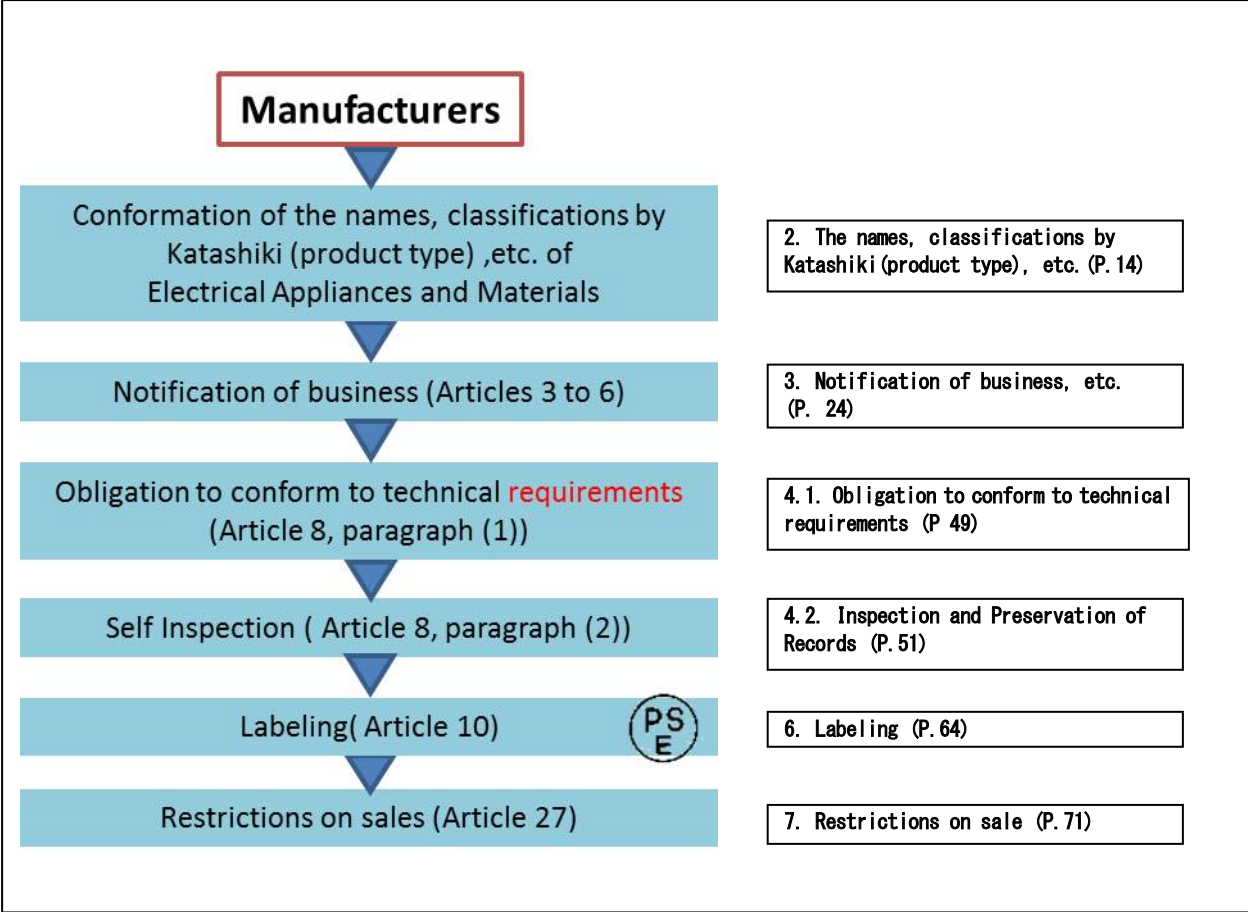 Manufacturers
Conformation of the names, classifications by
Katashiki (product type) ,etc. of
Electrical Appliances and Materials
2. The names, classifications by
Katashiki(product type), etc.(P.14)
Notification of business (Articles 3 to 6)
3. Notification of business, etc.
(P. 24)
Obligation to conform to technical requirements
(Article 8, paragraph (1))
4.1. Obligation to conform to technical
requirements (P 49)
Self Inspection ( Article 8, paragraph (2))
4.2. Inspection and Preservation of
Records (P.51)
Labeling( Article 10)
PS
E
6. Labeling (P.64)
Restrictions on sales (Article 27)
7. Restrictions on sale (P.71)